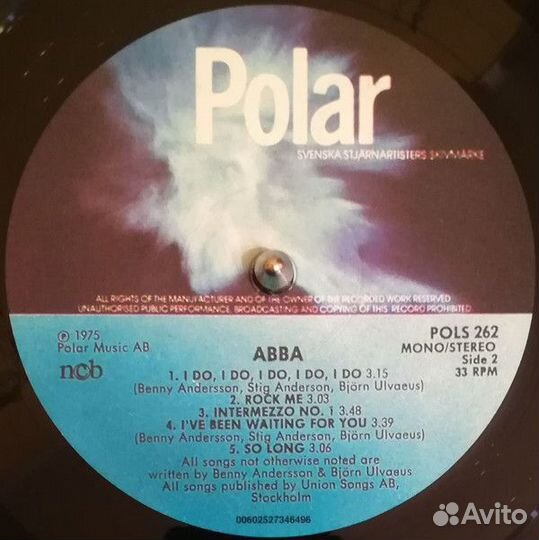 Polar
SVENSKA STJÄRNARTISTERS SKIVMÄRKE
ALL RIGHTS OF THE MANUFACTURER AND OF THE OWNER OF THE RECORDED WORK RESERVED
UNAUTHORISED PUBLIC PERFORMANCE, BROADCASTING AND COPYING OF THIS RECORD PROHIBITED
℗ 1975
Polar Music AB
ncb
POLS 262
MONO/STEREO
Side 2
33 RPM
ABBA
1. I DO, I DO, I DO, I DO, I DO 3.15
(Benny Andersson, Stig Anderson, Björn Ulvaeus)
2. ROCK ME 3.03
3. INTERMEZZO NO. 1 3.48
4. I'VE BEEN WAITING FOR YOU 3.39
(Benny Andersson, Stig Anderson, Björn Ulvaeus)
5. SO LONG 3.06
All songs not otherwise noted are
written by Benny Andersson & Björn Ulvaeus
All songs published by Union Songs AB,
Stockholm
00602527346496
Avito